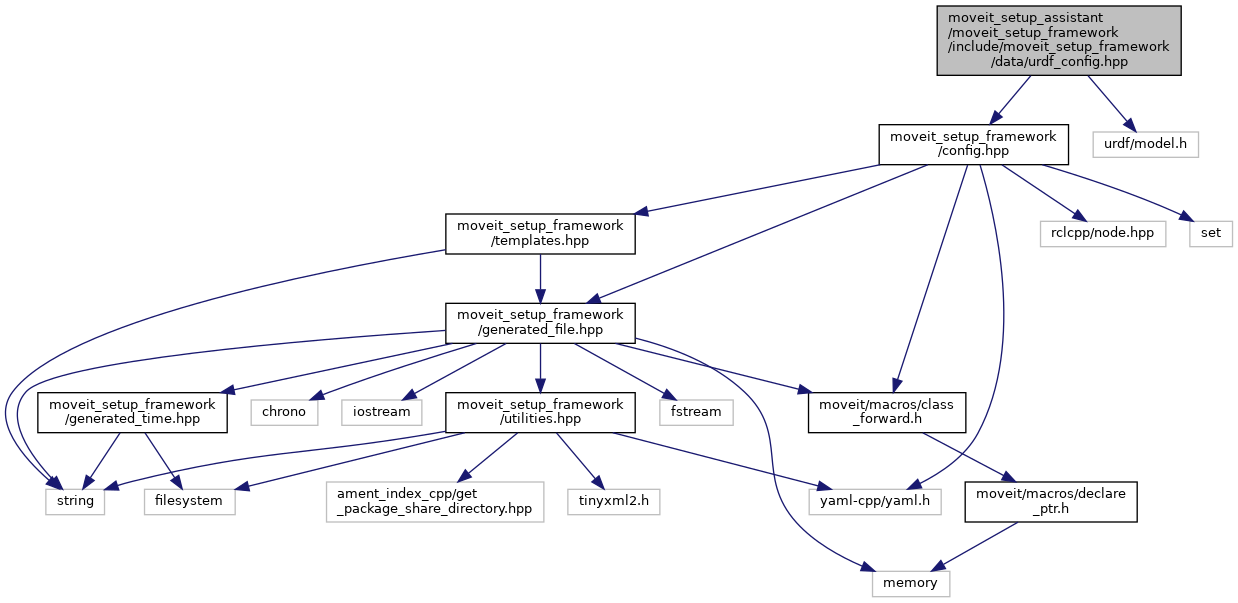 moveit_setup_assistant
/moveit_setup_framework
/include/moveit_setup_framework
/data/urdf_config.hpp
moveit_setup_framework
/config.hpp
urdf/model.h
moveit_setup_framework
/templates.hpp
rclcpp/node.hpp
set
moveit_setup_framework
/generated_file.hpp
moveit_setup_framework
/generated_time.hpp
chrono
iostream
moveit_setup_framework
/utilities.hpp
fstream
moveit/macros/class
_forward.h
string
filesystem
ament_index_cpp/get
_package_share_directory.hpp
tinyxml2.h
yaml-cpp/yaml.h
moveit/macros/declare
_ptr.h
memory